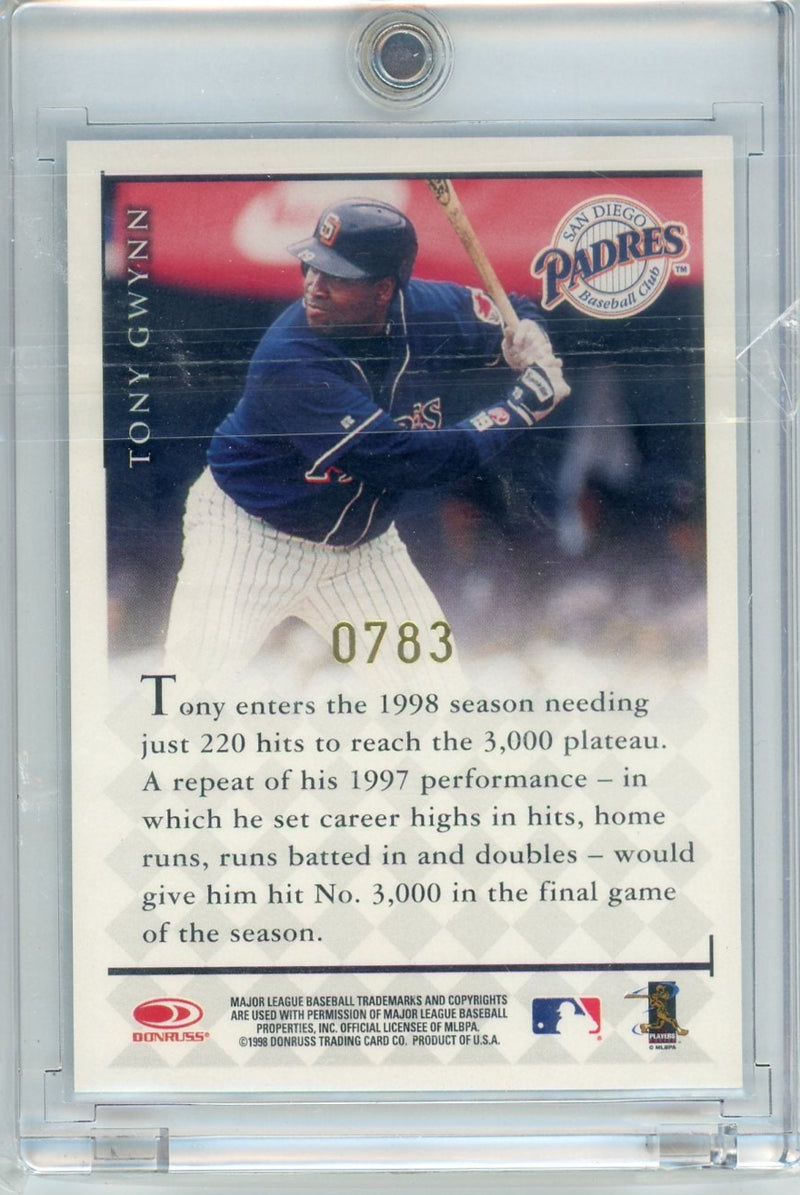 TONY GWYNN
SAN DIEGO
PADRES
Baseball Club
TM
0783
Tony enters the 1998 season needing
just 220 hits to reach the 3,000 plateau.
A repeat of his 1997 performance – in
which he set career highs in hits, home
runs, runs batted in and doubles – would
give him hit No. 3,000 in the final game
of the season.
DONRUSS®
MAJOR LEAGUE BASEBALL TRADEMARKS AND COPYRIGHTS
ARE USED WITH PERMISSION OF MAJOR LEAGUE BASEBALL
PROPERTIES, INC. OFFICIAL LICENSEE OF MLBPA.
©1998 DONRUSS TRADING CARD CO. PRODUCT OF U.S.A.
PLAYERS
© MLBPA